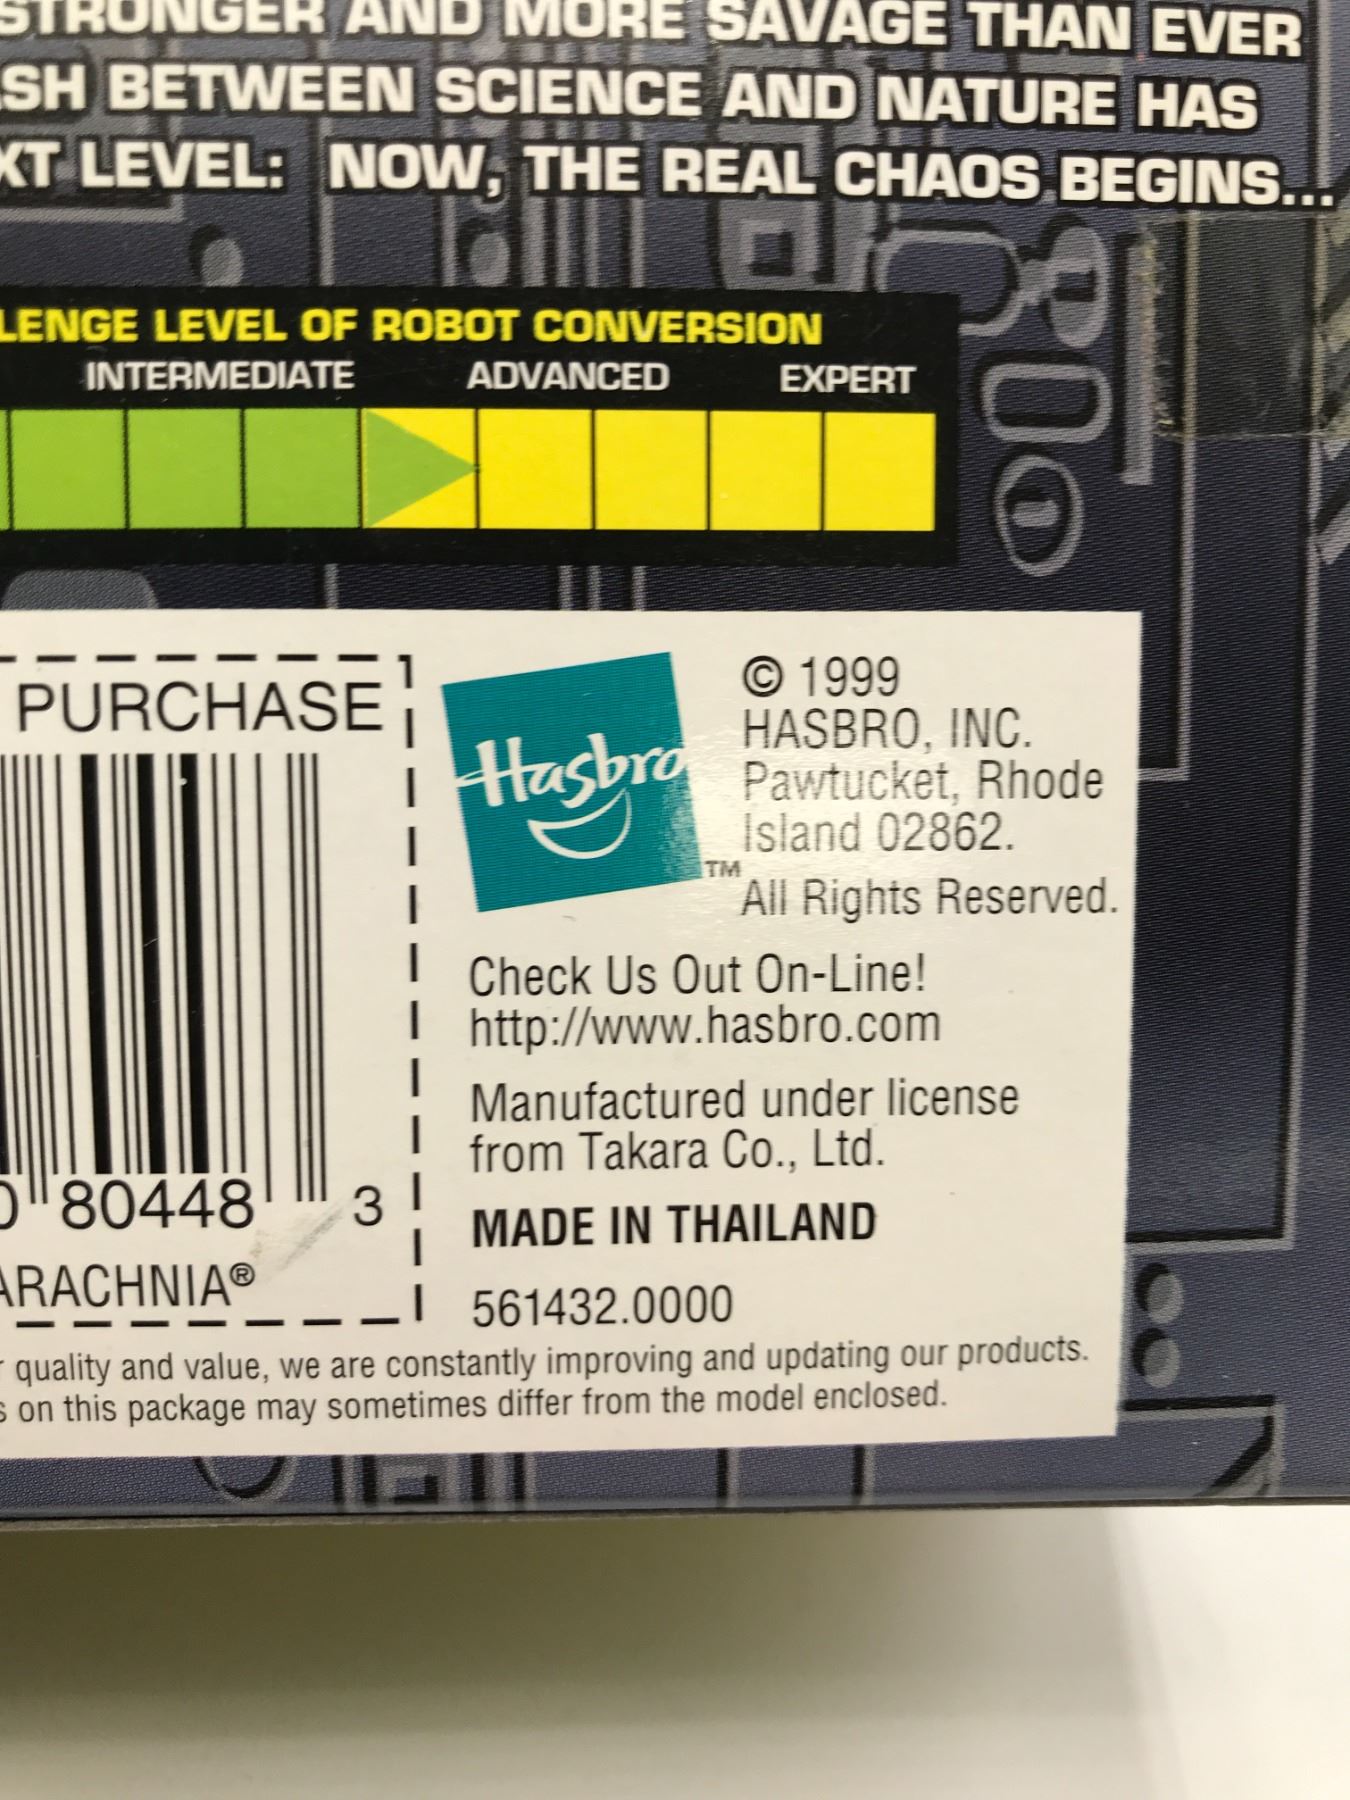 STRONGER AND MORE SAVAGE THAN EVER
SH BETWEEN SCIENCE AND NATURE HAS
XT LEVEL: NOW, THE REAL CHAOS BEGINS...
LENGE LEVEL OF ROBOT CONVERSION
INTERMEDIATE ADVANCED EXPERT
PURCHASE
0 80448 3
ARACHNIA®
Hasbro
TM
© 1999
HASBRO, INC.
Pawtucket, Rhode
Island 02862.
All Rights Reserved.
Check Us Out On-Line!
http://www.hasbro.com
Manufactured under license
from Takara Co., Ltd.
MADE IN THAILAND
561432.0000
quality and value, we are constantly improving and updating our products.
s on this package may sometimes differ from the model enclosed.